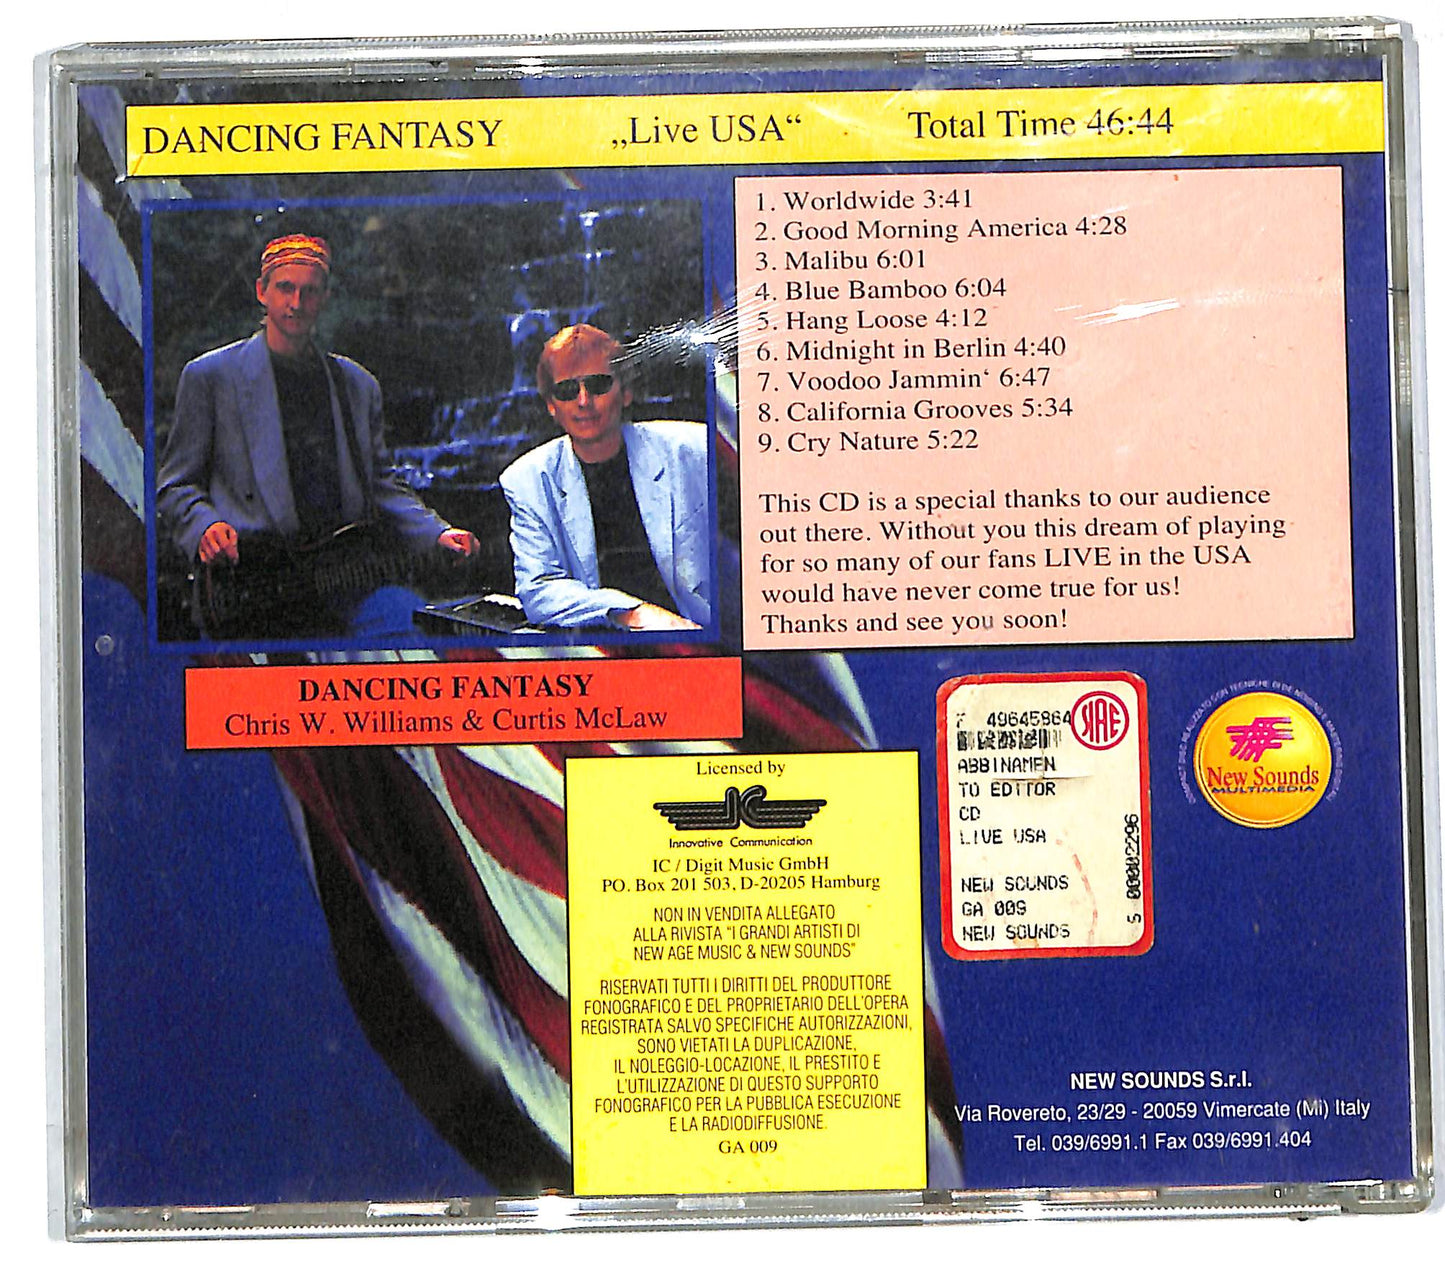 DANCING FANTASY „Live USA“ Total Time 46:44
1. Worldwide 3:41
2. Good Morning America 4:28
3. Malibu 6:01
4. Blue Bamboo 6:04
5. Hang Loose 4:12
6. Midnight in Berlin 4:40
7. Voodoo Jammin‘ 6:47
8. California Grooves 5:34
9. Cry Nature 5:22
This CD is a special thanks to our audience
out there. Without you this dream of playing
for so many of our fans LIVE in the USA
would have never come true for us!
Thanks and see you soon!
DANCING FANTASY
Chris W. Williams & Curtis McLaw
Licensed by
IC
Innovative Communication
IC / Digit Music GmbH
PO. Box 201 503, D-20205 Hamburg
NON IN VENDITA ALLEGATO
ALLA RIVISTA "I GRANDI ARTISTI DI
NEW AGE MUSIC & NEW SOUNDS"
RISERVATI TUTTI I DIRITTI DEL PRODUTTORE
FONOGRAFICO E DEL PROPRIETARIO DELL'OPERA
REGISTRATA SALVO SPECIFICHE AUTORIZZAZIONI,
SONO VIETATI LA DUPLICAZIONE,
IL NOLEGGIO-LOCAZIONE, IL PRESTITO E
L'UTILIZZAZIONE DI QUESTO SUPPORTO
FONOGRAFICO PER LA PUBBLICA ESECUZIONE
E LA RADIODIFFUSIONE.
GA 009
49645864
SIAE
ABBINAMEN
TO EDITOR
CD
LIVE USA
NEW SOUNDS
GA 009
NEW SOUNDS
S 00002296
New Sounds
MULTIMEDIA
NEW SOUNDS S.r.l.
Via Rovereto, 23/29 - 20059 Vimercate (Mi) Italy
Tel. 039/6991.1 Fax 039/6991.404